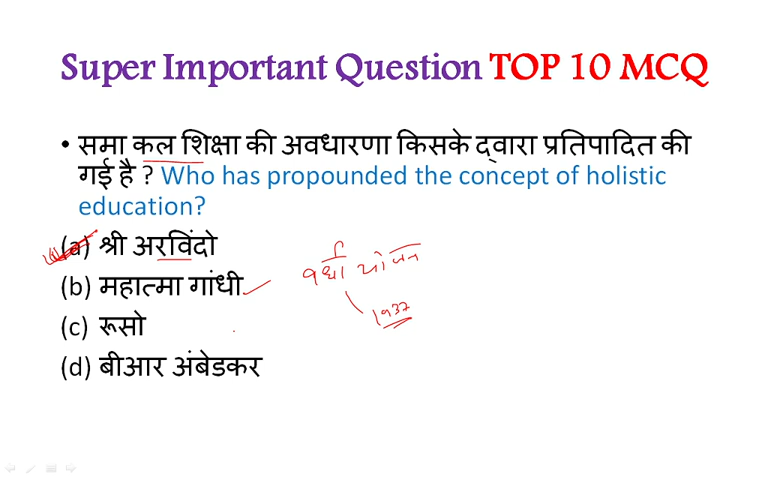 Super Important Question TOP 10 MCQ
• समा कल शिक्षा की अवधारणा किसके द्वारा प्रतिपादित की
गई है ? Who has propounded the concept of holistic
education?
(a) श्री अरविंदो
(b) महात्मा गांधी
वर्धा योजन
(c) रूसो
1937
(d) बीआर अंबेडकर